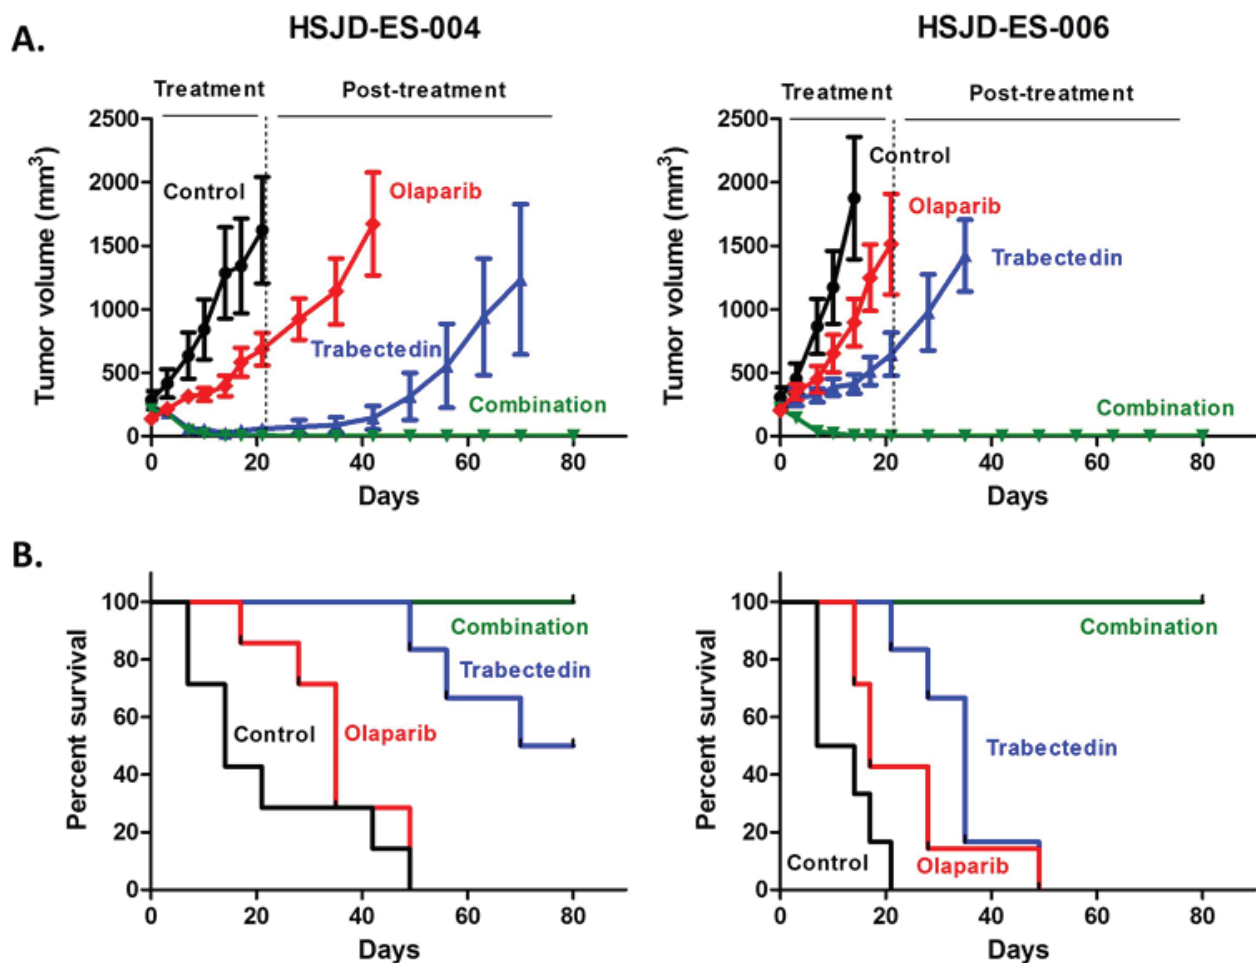 A.
HSJD-ES-004
HSJD-ES-006
Treatment
Post-treatment
Treatment
Post-treatment
Tumor volume (mm³)
2500
2000
1500
1000
500
0
Control
Olaparib
Trabectedin
Combination
0 20 40 60 80
Days
Tumor volume (mm³)
2500
2000
1500
1000
500
0
Control
Olaparib
Trabectedin
Combination
0 20 40 60 80
Days
B.
Percent survival
100
80
60
40
20
0
Combination
Trabectedin
Control
Olaparib
0 20 40 60 80
Days
Percent survival
100
80
60
40
20
0
Combination
Trabectedin
Control
Olaparib
0 20 40 60 80
Days